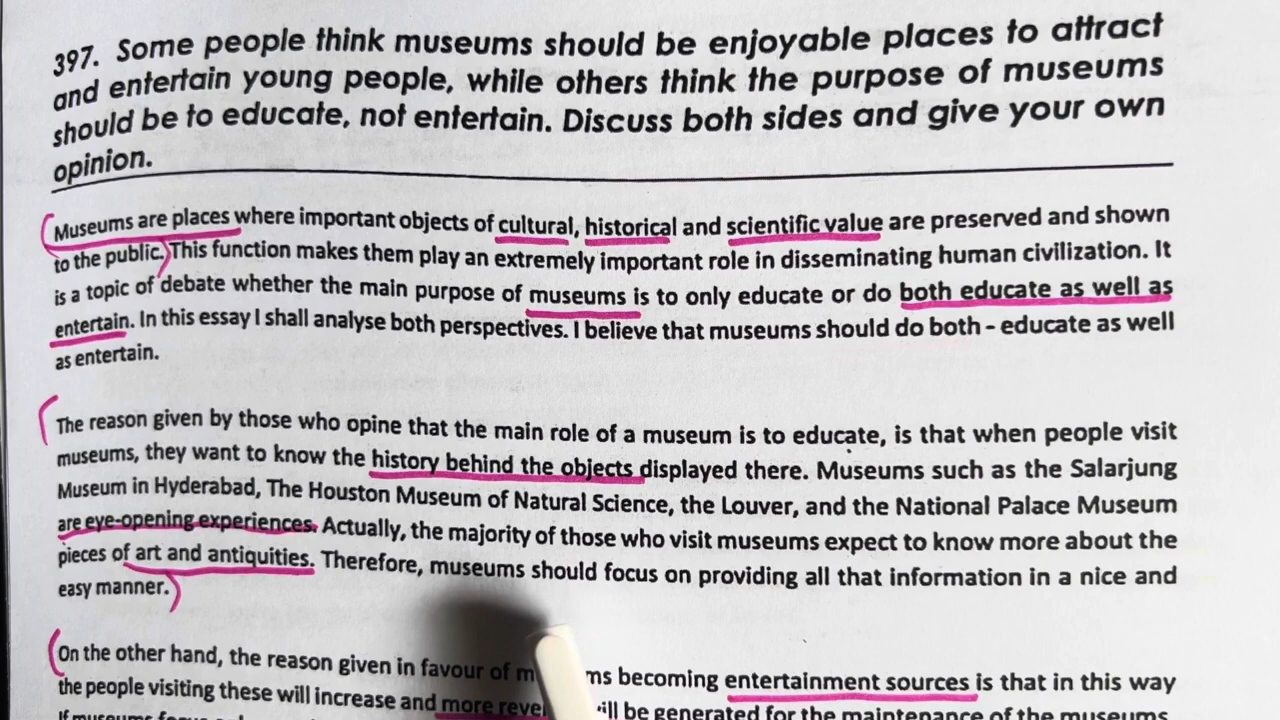 397. Some people think museums should be enjoyable places to attract
and entertain young people, while others think the purpose of museums
should be to educate, not entertain. Discuss both sides and give your own
opinion.
Museums are places where important objects of cultural, historical and scientific value are preserved and shown
to the public. This function makes them play an extremely important role in disseminating human civilization. It
is a topic of debate whether the main purpose of museums is to only educate or do both educate as well as
entertain. In this essay I shall analyse both perspectives. I believe that museums should do both - educate as well
as entertain.
The reason given by those who opine that the main role of a museum is to educate, is that when people visit
museums, they want to know the history behind the objects displayed there. Museums such as the Salarjung
Museum in Hyderabad, The Houston Museum of Natural Science, the Louver, and the National Palace Museum
are eye-opening experiences. Actually, the majority of those who visit museums expect to know more about the
pieces of art and antiquities. Therefore, museums should focus on providing all that information in a nice and
easy manner.
On the other hand, the reason given in favour of becoming entertainment sources is that in this way
the people visiting these will increase and more be generated for the maintenance of the museums.
If museums